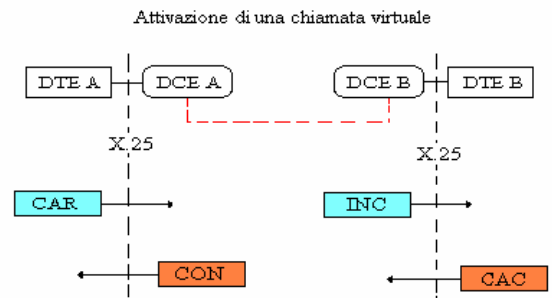 Attivazione di una chiamata virtuale
DTE A DCE A DCE B DTE B
X.25 X.25
CAR INC
CON CAC